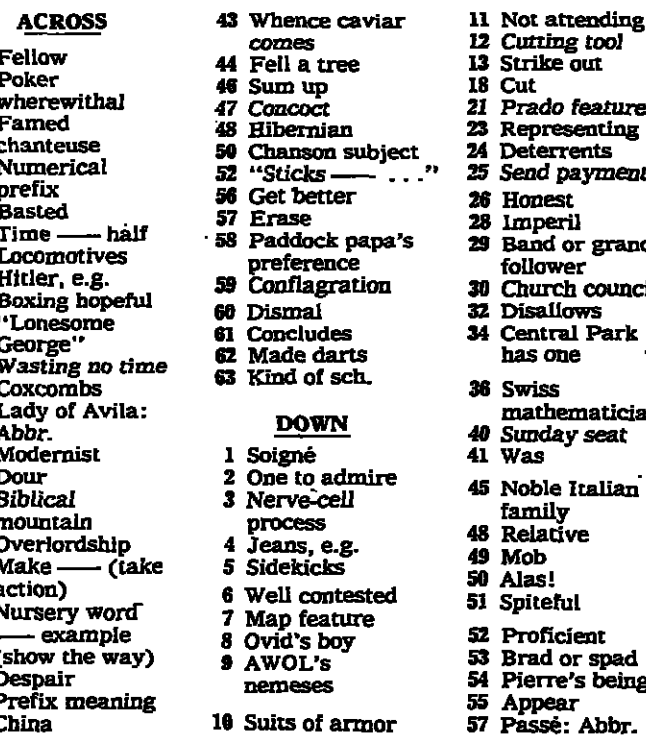 ACROSS
Fellow
Poker
wherewithal
Famed
chanteuse
Numerical
prefix
Basted
Time —— half
Locomotives
Hitler, e.g.
Boxing hopeful
"Lonesome
George"
Wasting no time
Coxcombs
Lady of Avila:
Abbr.
Modernist
Dour
Biblical
mountain
Overlordship
Make —— (take
action)
Nursery word
—— example
(show the way)
Despair
Prefix meaning
China
43 Whence caviar
comes
44 Fell a tree
46 Sum up
47 Concoct
48 Hibernian
50 Chanson subject
52 "Sticks —— . . ."
56 Get better
57 Erase
58 Paddock papa's
preference
59 Conflagration
60 Dismal
61 Concludes
62 Made darts
63 Kind of sch.
DOWN
1 Soigné
2 One to admire
3 Nerve-cell
process
4 Jeans, e.g.
5 Sidekicks
6 Well contested
7 Map feature
8 Ovid's boy
9 AWOL's
nemeses
10 Suits of armor
11 Not attending
12 Cutting tool
13 Strike out
18 Cut
21 Prado feature
23 Representing
24 Deterrents
25 Send payment
26 Honest
28 Imperil
29 Band or grand
follower
30 Church counci
32 Disallows
34 Central Park
has one
36 Swiss
mathematicia
40 Sunday seat
41 Was
45 Noble Italian
family
48 Relative
49 Mob
50 Alas!
51 Spiteful
52 Proficient
53 Brad or spad
54 Pierre's being
55 Appear
57 Passé: Abbr.